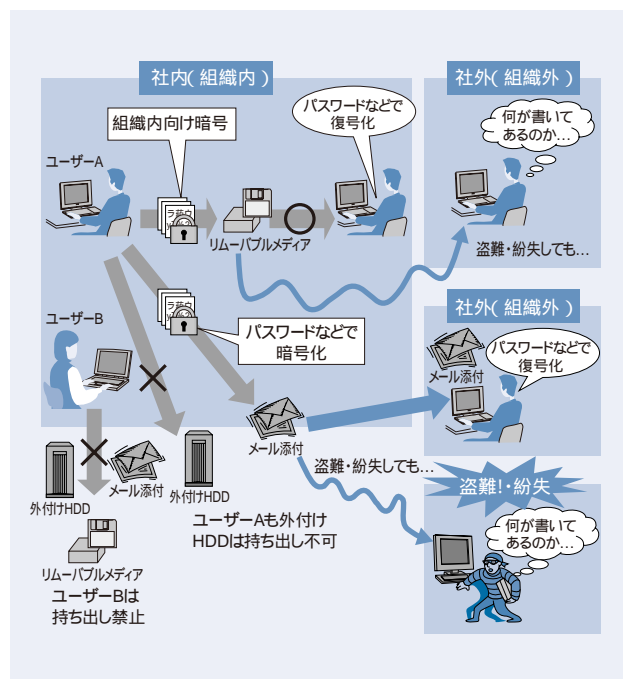 社内( 組織内 )
社外( 組織外 )
組織内向け暗号
パスワードなどで
復号化
何が書いて
あるのか…
ユーザーA
リムーバブルメディア
盗難・紛失しても…
ユーザーB
パスワードなどで
暗号化
社外( 組織外 )
メール添付
パスワードなどで
復号化
メール添付
盗難・紛失しても…
盗難!・紛失
外付けHDD
メール添付
外付けHDD
ユーザーAも外付け
HDDは持ち出し不可
リムーバブルメディア
ユーザーBは
持ち出し禁止
何が書いて
あるのか…